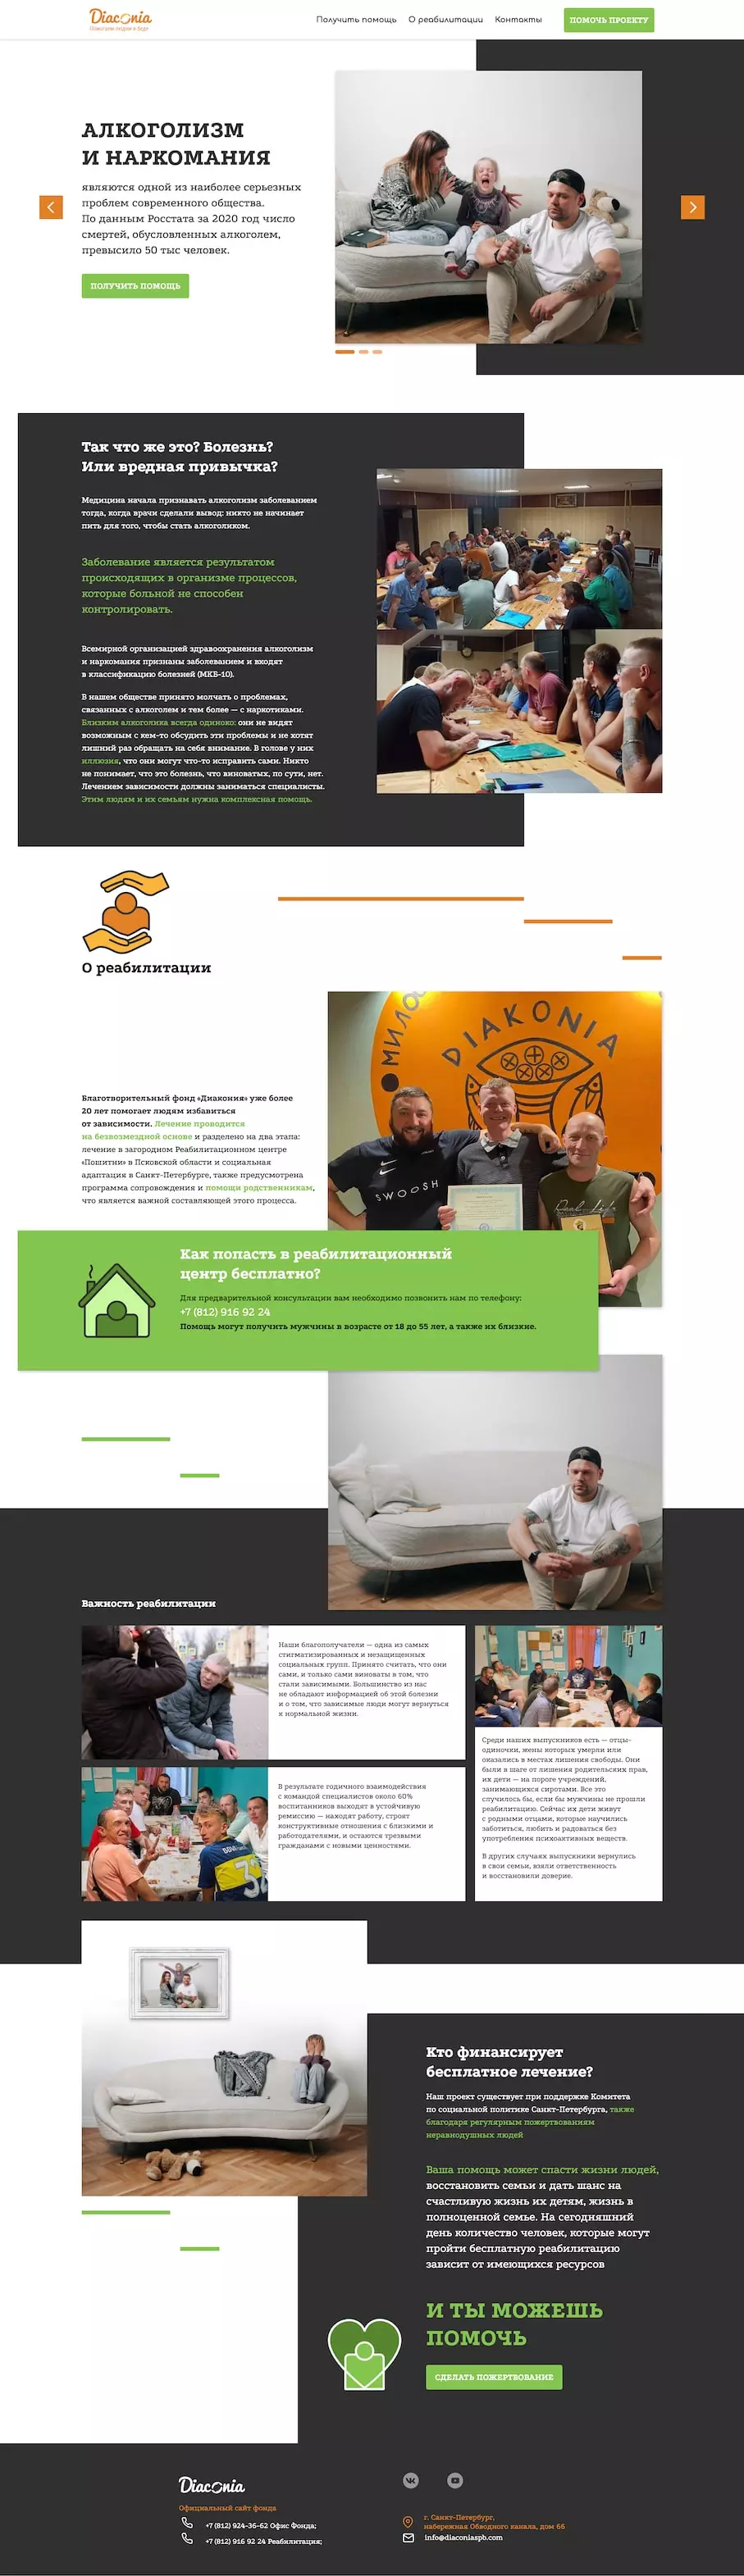 Diaconia
Помогаем людям в беде
Получить помощь О реабилитации Контакты ПОМОЧЬ ПРОЕКТУ
АЛКОГОЛИЗМ
И НАРКОМАНИЯ
являются одной из наиболее серьезных
проблем современного общества.
По данным Росстата за 2020 год число
смертей, обусловленных алкоголем,
превысило 50 тыс человек.
ПОЛУЧИТЬ ПОМОЩЬ
Так что же это? Болезнь?
Или вредная привычка?
Медицина начала признавать алкоголизм заболеванием
тогда, когда врачи сделали вывод: никто не начинает
пить для того, чтобы стать алкоголиком.
Заболевание является результатом
происходящих в организме процессов,
которые больной не способен
контролировать.
Всемирной организацией здравоохранения алкоголизм
и наркомания признаны заболеванием и входят
в классификацию болезней (МКБ-10).
В нашем обществе принято молчать о проблемах,
связанных с алкоголем и тем более — с наркотиками.
Близким алкоголика всегда одиноко: они не видят
возможным с кем-то обсудить эти проблемы и не хотят
лишний раз обращать на себя внимание. В голове у них
иллюзия, что они могут что-то исправить сами. Никто
не понимает, что это болезнь, что виноватых, по сути, нет.
Лечением зависимости должны заниматься специалисты.
Этим людям и их семьям нужна комплексная помощь.
О реабилитации
МИЛО
DIAKONIA
SWOOSH
Real Life
Благотворительный фонд «Диакония» уже более
20 лет помогает людям избавиться
от зависимости. Лечение проводится
на безвозмездной основе и разделено на два этапа:
лечение в загородном Реабилитационном центре
«Пошитни» в Псковской области и социальная
адаптация в Санкт-Петербурге, также предусмотрена
программа сопровождения и помощи родственникам,
что является важной составляющей этого процесса.
Как попасть в реабилитационный
центр бесплатно?
Для предварительной консультации вам необходимо позвонить нам по телефону:
+7 (812) 916 92 24
Помощь могут получить мужчины в возрасте от 18 до 55 лет, а также их близкие.
Важность реабилитации
Наши благополучатели — одна из самых
стигматизированных и незащищенных
социальных групп. Принято считать, что они
сами, и только сами виноваты в том, что
стали зависимыми. Большинство из нас
не обладают информацией об этой болезни
и о том, что зависимые люди могут вернуться
к нормальной жизни.
В результате годичного взаимодействия
с командой специалистов около 60%
воспитанников выходят в устойчивую
ремиссию — находят работу, строят
конструктивные отношения с близкими и
работодателями, и остаются трезвыми
гражданами с новыми ценностями.
Среди наших выпускников есть — отцы-
одиночки, жены которых умерли или
оказались в местах лишения свободы. Они
были в шаге от лишения родительских прав,
их дети — на пороге учреждений,
занимающихся сиротами. Все это
случилось бы, если бы мужчины не прошли
реабилитацию. Сейчас их дети живут
с родными отцами, которые научились
заботиться, любить и радоваться без
употребления психоактивных веществ.
В других случаях выпускники вернулись
в свои семьи, взяли ответственность
и восстановили доверие.
Кто финансирует
бесплатное лечение?
Наш проект существует при поддержке Комитета
по социальной политике Санкт-Петербурга, также
благодаря регулярным пожертвованиям
неравнодушных людей
Ваша помощь может спасти жизни людей,
восстановить семьи и дать шанс на
счастливую жизнь их детям, жизнь в
полноценной семье. На сегодняшний
день количество человек, которые могут
пройти бесплатную реабилитацию
зависит от имеющихся ресурсов
И ТЫ МОЖЕШЬ
ПОМОЧЬ
СДЕЛАТЬ ПОЖЕРТВОВАНИЕ
Diaconia
Официальный сайт фонда
+7 (812) 924-36-62 Офис Фонда;
+7 (812) 916 92 24 Реабилитация;
г. Санкт-Петербург,
набережная Обводного канала, дом 66
info@diaconiaspb.com